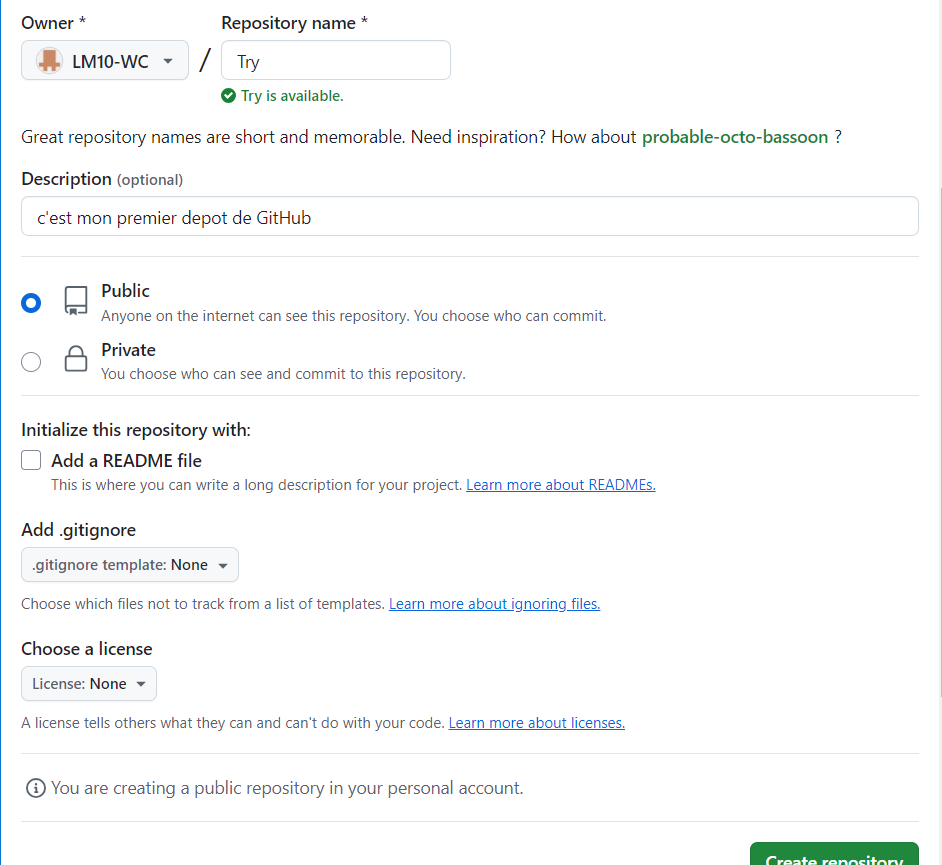 Owner * Repository name *
LM10-WC / Try
Try is available.
Great repository names are short and memorable. Need inspiration? How about probable-octo-bassoon ?
Description (optional)
c'est mon premier depot de GitHub
Public
Anyone on the internet can see this repository. You choose who can commit.
Private
You choose who can see and commit to this repository.
Initialize this repository with:
Add a README file
This is where you can write a long description for your project. Learn more about READMEs.
Add .gitignore
.gitignore template: None
Choose which files not to track from a list of templates. Learn more about ignoring files.
Choose a license
License: None
A license tells others what they can and can't do with your code. Learn more about licenses.
You are creating a public repository in your personal account.
Create repository